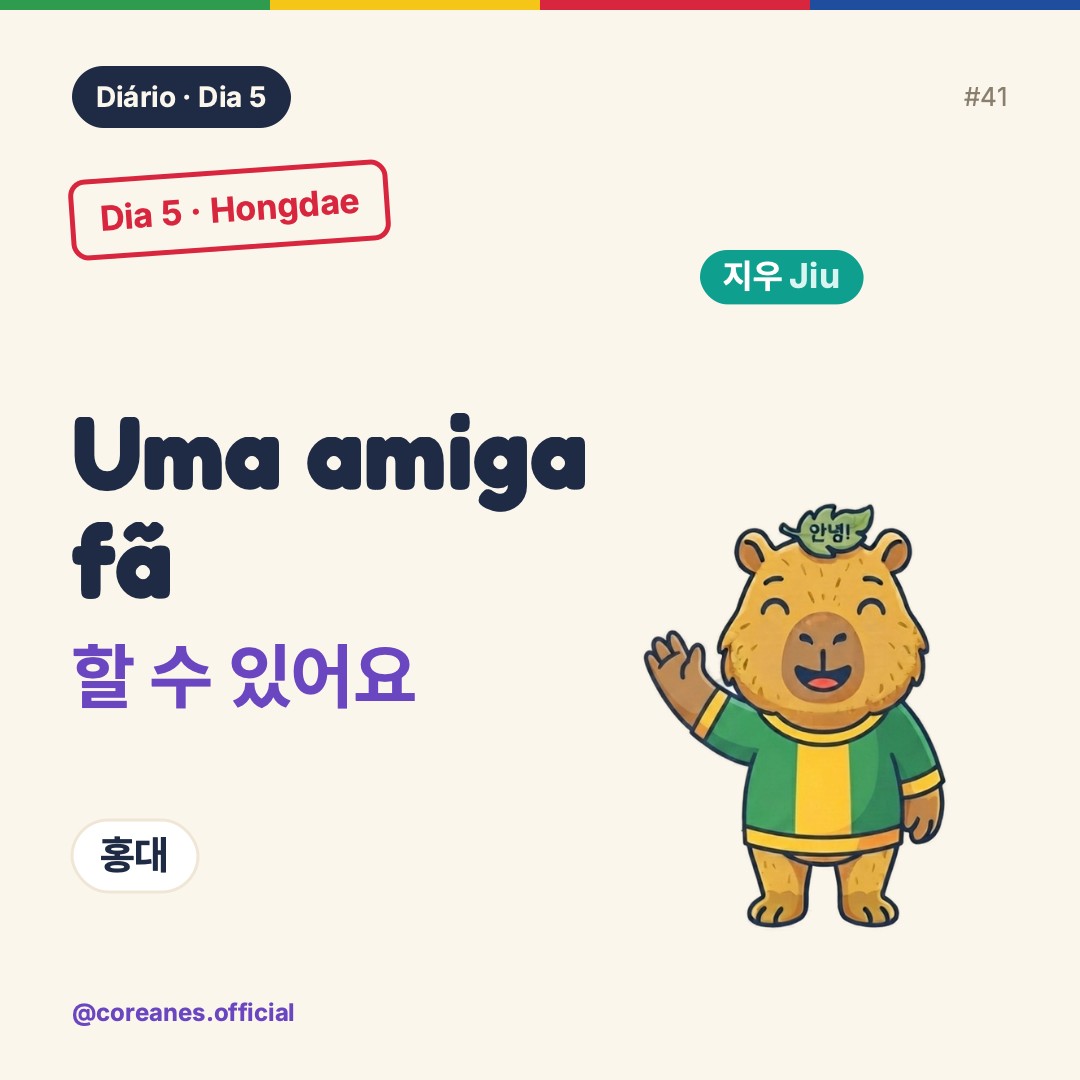 Diário · Dia 5
#41
Dia 5 · Hongdae
지우 Jiu
Uma amiga
fã
안녕!
할 수 있어요
홍대
@coreanes.official